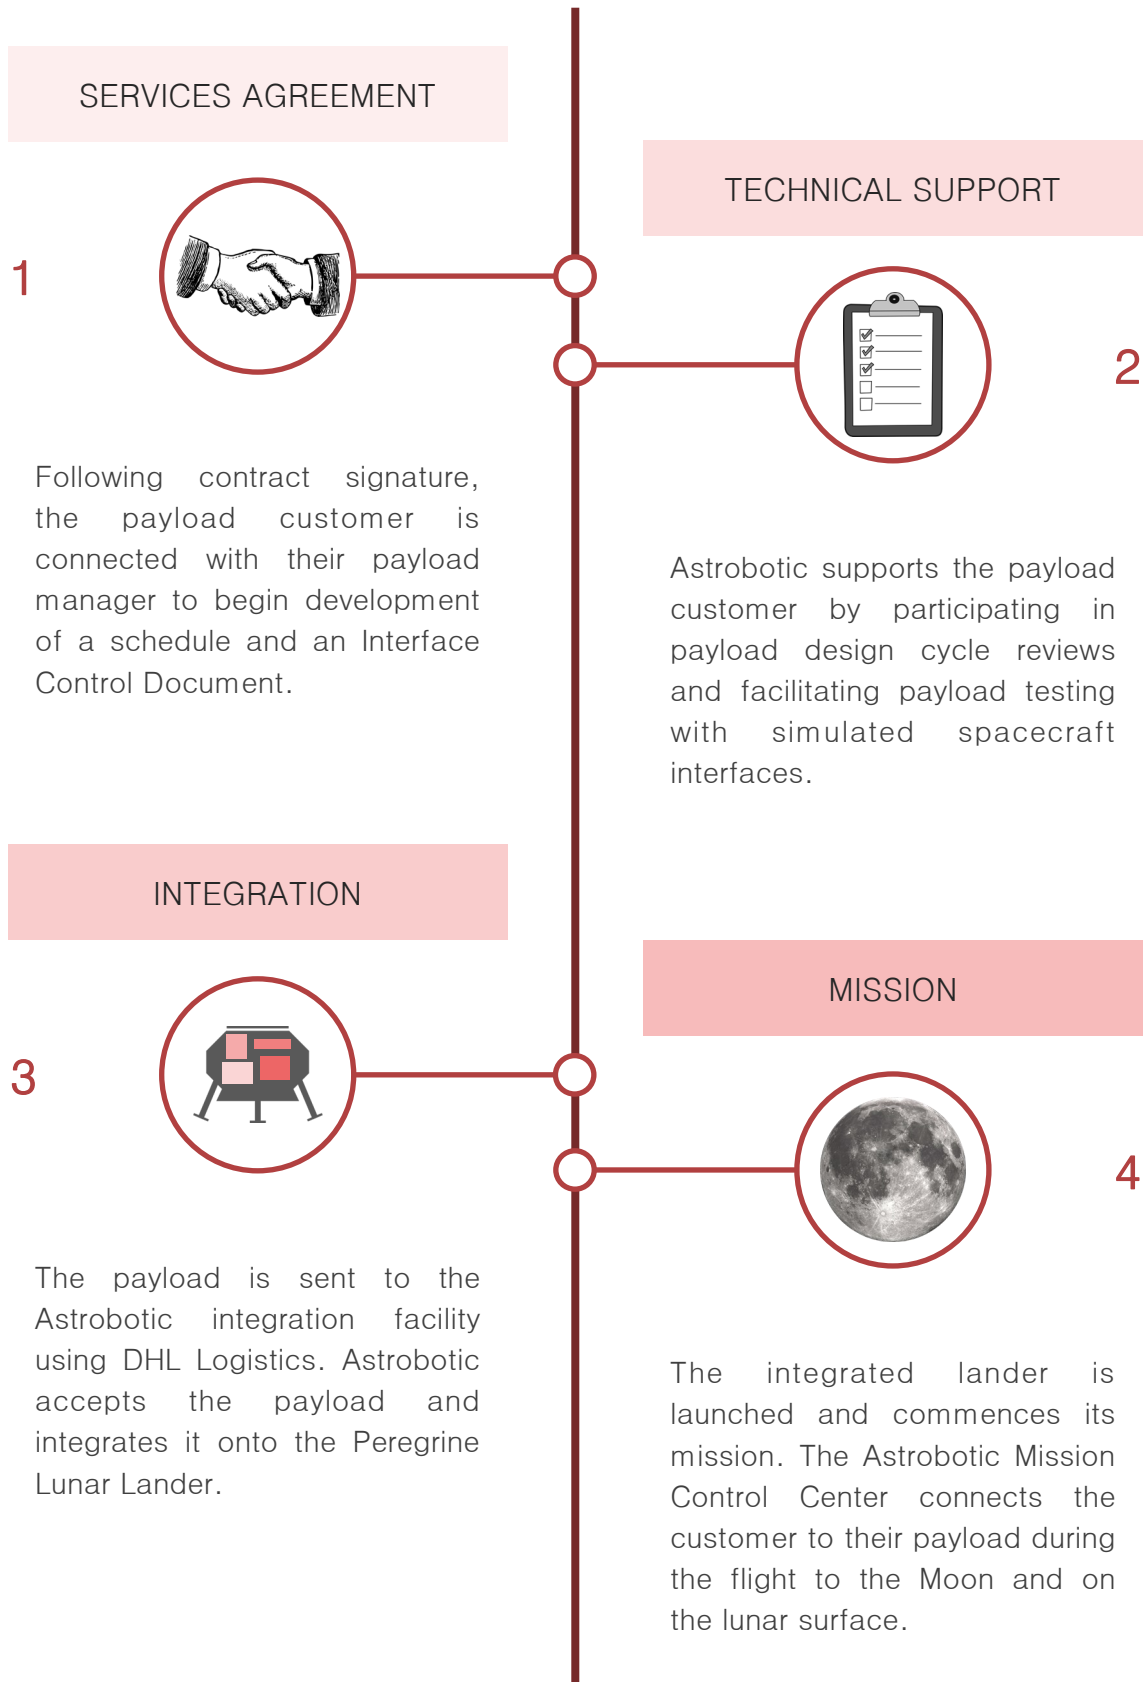 SERVICES AGREEMENT
1
Following contract signature,
the payload customer is
connected with their payload
manager to begin development
of a schedule and an Interface
Control Document.
TECHNICAL SUPPORT
2
Astrobotic supports the payload
customer by participating in
payload design cycle reviews
and facilitating payload testing
with simulated spacecraft
interfaces.
INTEGRATION
3
The payload is sent to the
Astrobotic integration facility
using DHL Logistics. Astrobotic
accepts the payload and
integrates it onto the Peregrine
Lunar Lander.
MISSION
4
The integrated lander is
launched and commences its
mission. The Astrobotic Mission
Control Center connects the
customer to their payload during
the flight to the Moon and on
the lunar surface.